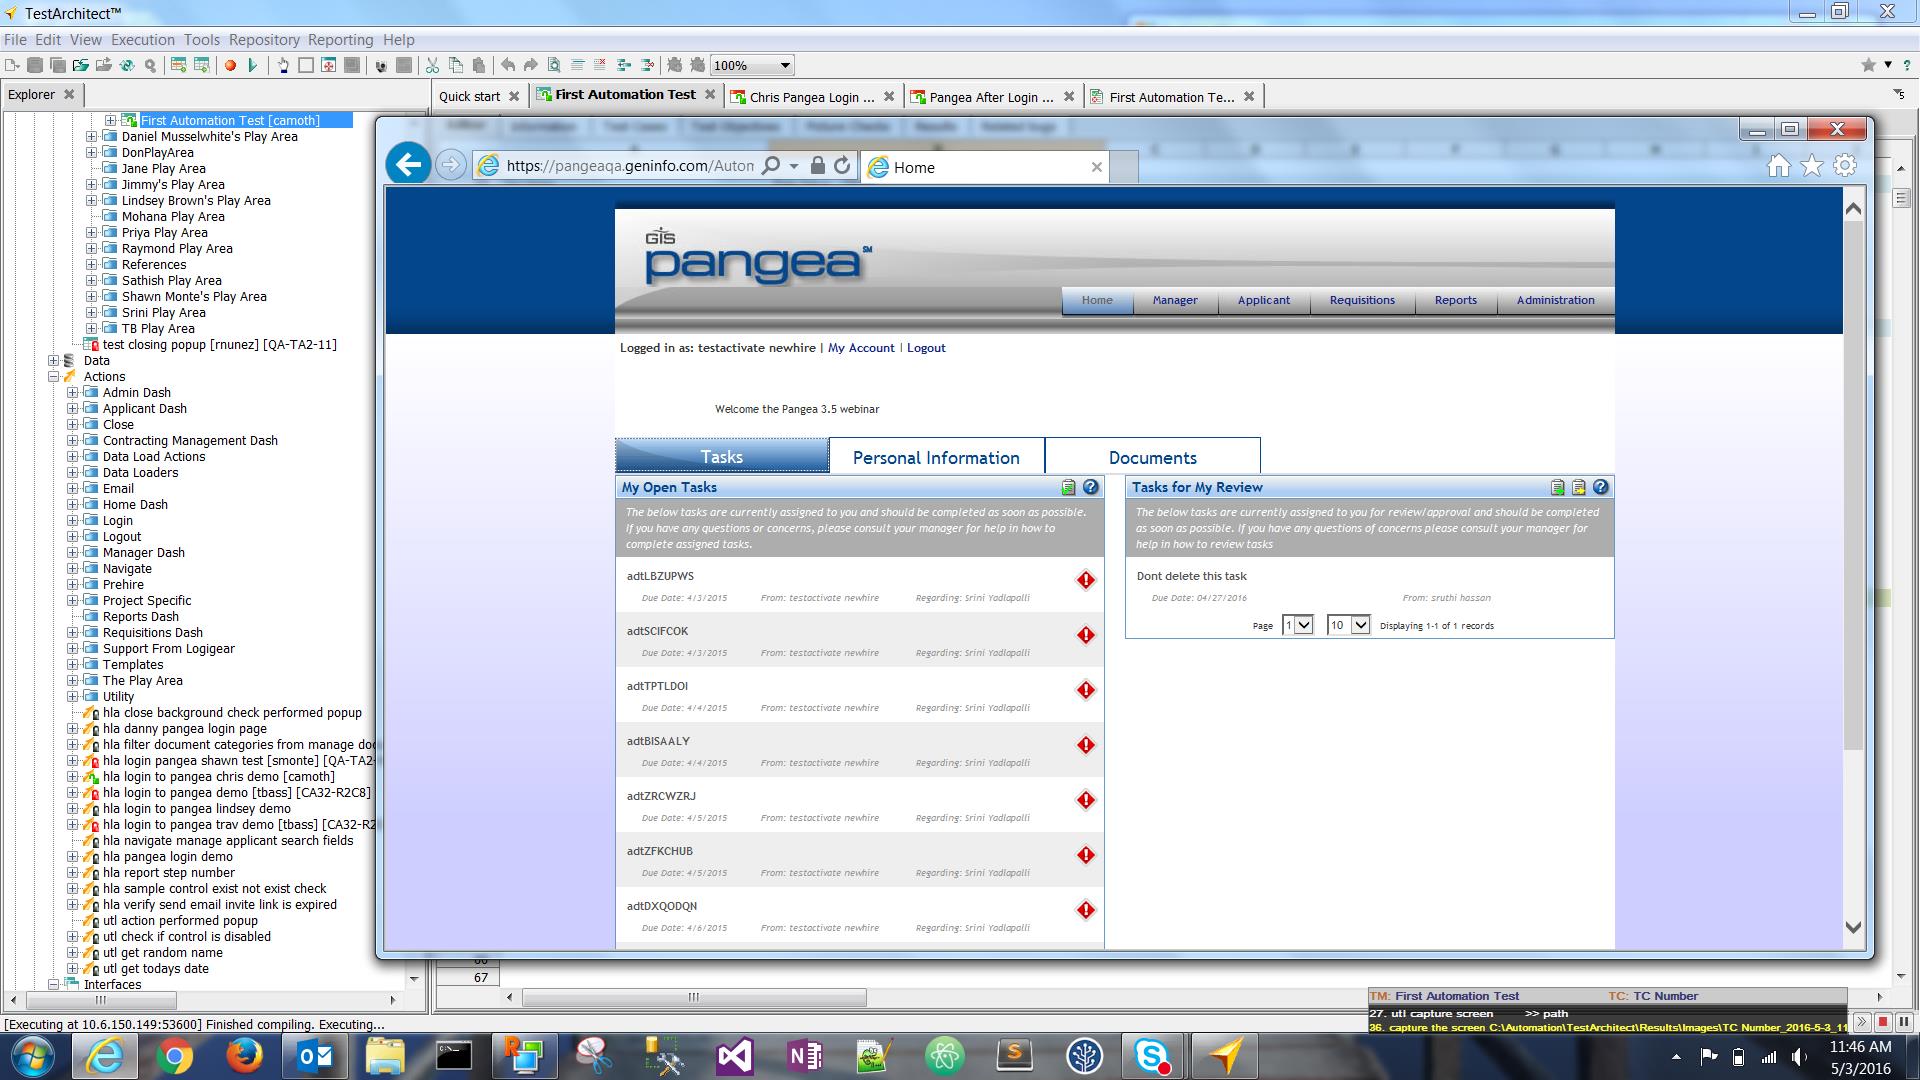 TestArchitect™
File Edit View Execution Tools Repository Reporting Help
100%
Explorer
Quick start
First Automation Test
Chris Pangea Login ...
Pangea After Login ...
First Automation Te...
5
First Automation Test [camoth]
Daniel Musselwhite's Play Area
DonPlayArea
Jane Play Area
Jimmy's Play Area
Lindsey Brown's Play Area
Mohana Play Area
Priya Play Area
Raymond Play Area
References
Sathish Play Area
Shawn Monte's Play Area
Srini Play Area
TB Play Area
test closing popup [rnunez] [QA-TA2-11]
Data
Actions
Admin Dash
Applicant Dash
Close
Contracting Management Dash
Data Load Actions
Data Loaders
Email
Home Dash
Login
Logout
Manager Dash
Navigate
Prehire
Project Specific
Reports Dash
Requisitions Dash
Support From Logigear
Templates
The Play Area
Utility
hla close background check performed popup
hla danny pangea login page
hla filter document categories from manage doc
hla login pangea shawn test [smonte] [QA-TA2-
hla login to pangea chris demo [camoth]
hla login to pangea demo [tbass] [CA32-R2C8]
hla login to pangea lindsey demo
hla login to pangea trav demo [tbass] [CA32-R2
hla navigate manage applicant search fields
hla pangea login demo
hla report step number
hla sample control exist not exist check
hla verify send email invite link is expired
utl action performed popup
utl check if control is disabled
utl get random name
utl get todays date
Interfaces
https://pangeaqa.geninfo.com/Autom
Home
GIS
pangea SM
Home Manager Applicant Requisitions Reports Administration
Logged in as: testactivate newhire | My Account | Logout
Welcome the Pangea 3.5 webinar
Tasks
Personal Information
Documents
My Open Tasks
The below tasks are currently assigned to you and should be completed as soon as possible.
If you have any questions or concerns, please consult your manager for help in how to
complete assigned tasks.
adtLBZUPWS
Due Date: 4/3/2015 From: testactivate newhire Regarding: Srini Yadlapalli
adtSCIFCOK
Due Date: 4/3/2015 From: testactivate newhire Regarding: Srini Yadlapalli
adtTPTLDOI
Due Date: 4/4/2015 From: testactivate newhire Regarding: Srini Yadlapalli
adtBISAALY
Due Date: 4/4/2015 From: testactivate newhire Regarding: Srini Yadlapalli
adtZRCWZRJ
Due Date: 4/5/2015 From: testactivate newhire Regarding: Srini Yadlapalli
adtZFKCHUB
Due Date: 4/5/2015 From: testactivate newhire Regarding: Srini Yadlapalli
adtDXQODQN
Due Date: 4/6/2015 From: testactivate newhire Regarding: Srini Yadlapalli
Tasks for My Review
The below tasks are currently assigned to you for review/approval and should be completed
as soon as possible. If you have any questions of concerns please consult your manager for
help in how to review tasks
Dont delete this task
Due Date: 04/27/2016 From: sruthi hassan
Page 1 10 Displaying 1-1 of 1 records
67
TM: First Automation Test TC: TC Number
27. utl capture screen >> path
36. capture the screen C:\Automation\TestArchitect\Results\Images\TC Number_2016-5-3_11
[Executing at 10.6.150.149:53600] Finished compiling. Executing...
11:46 AM
5/3/2016